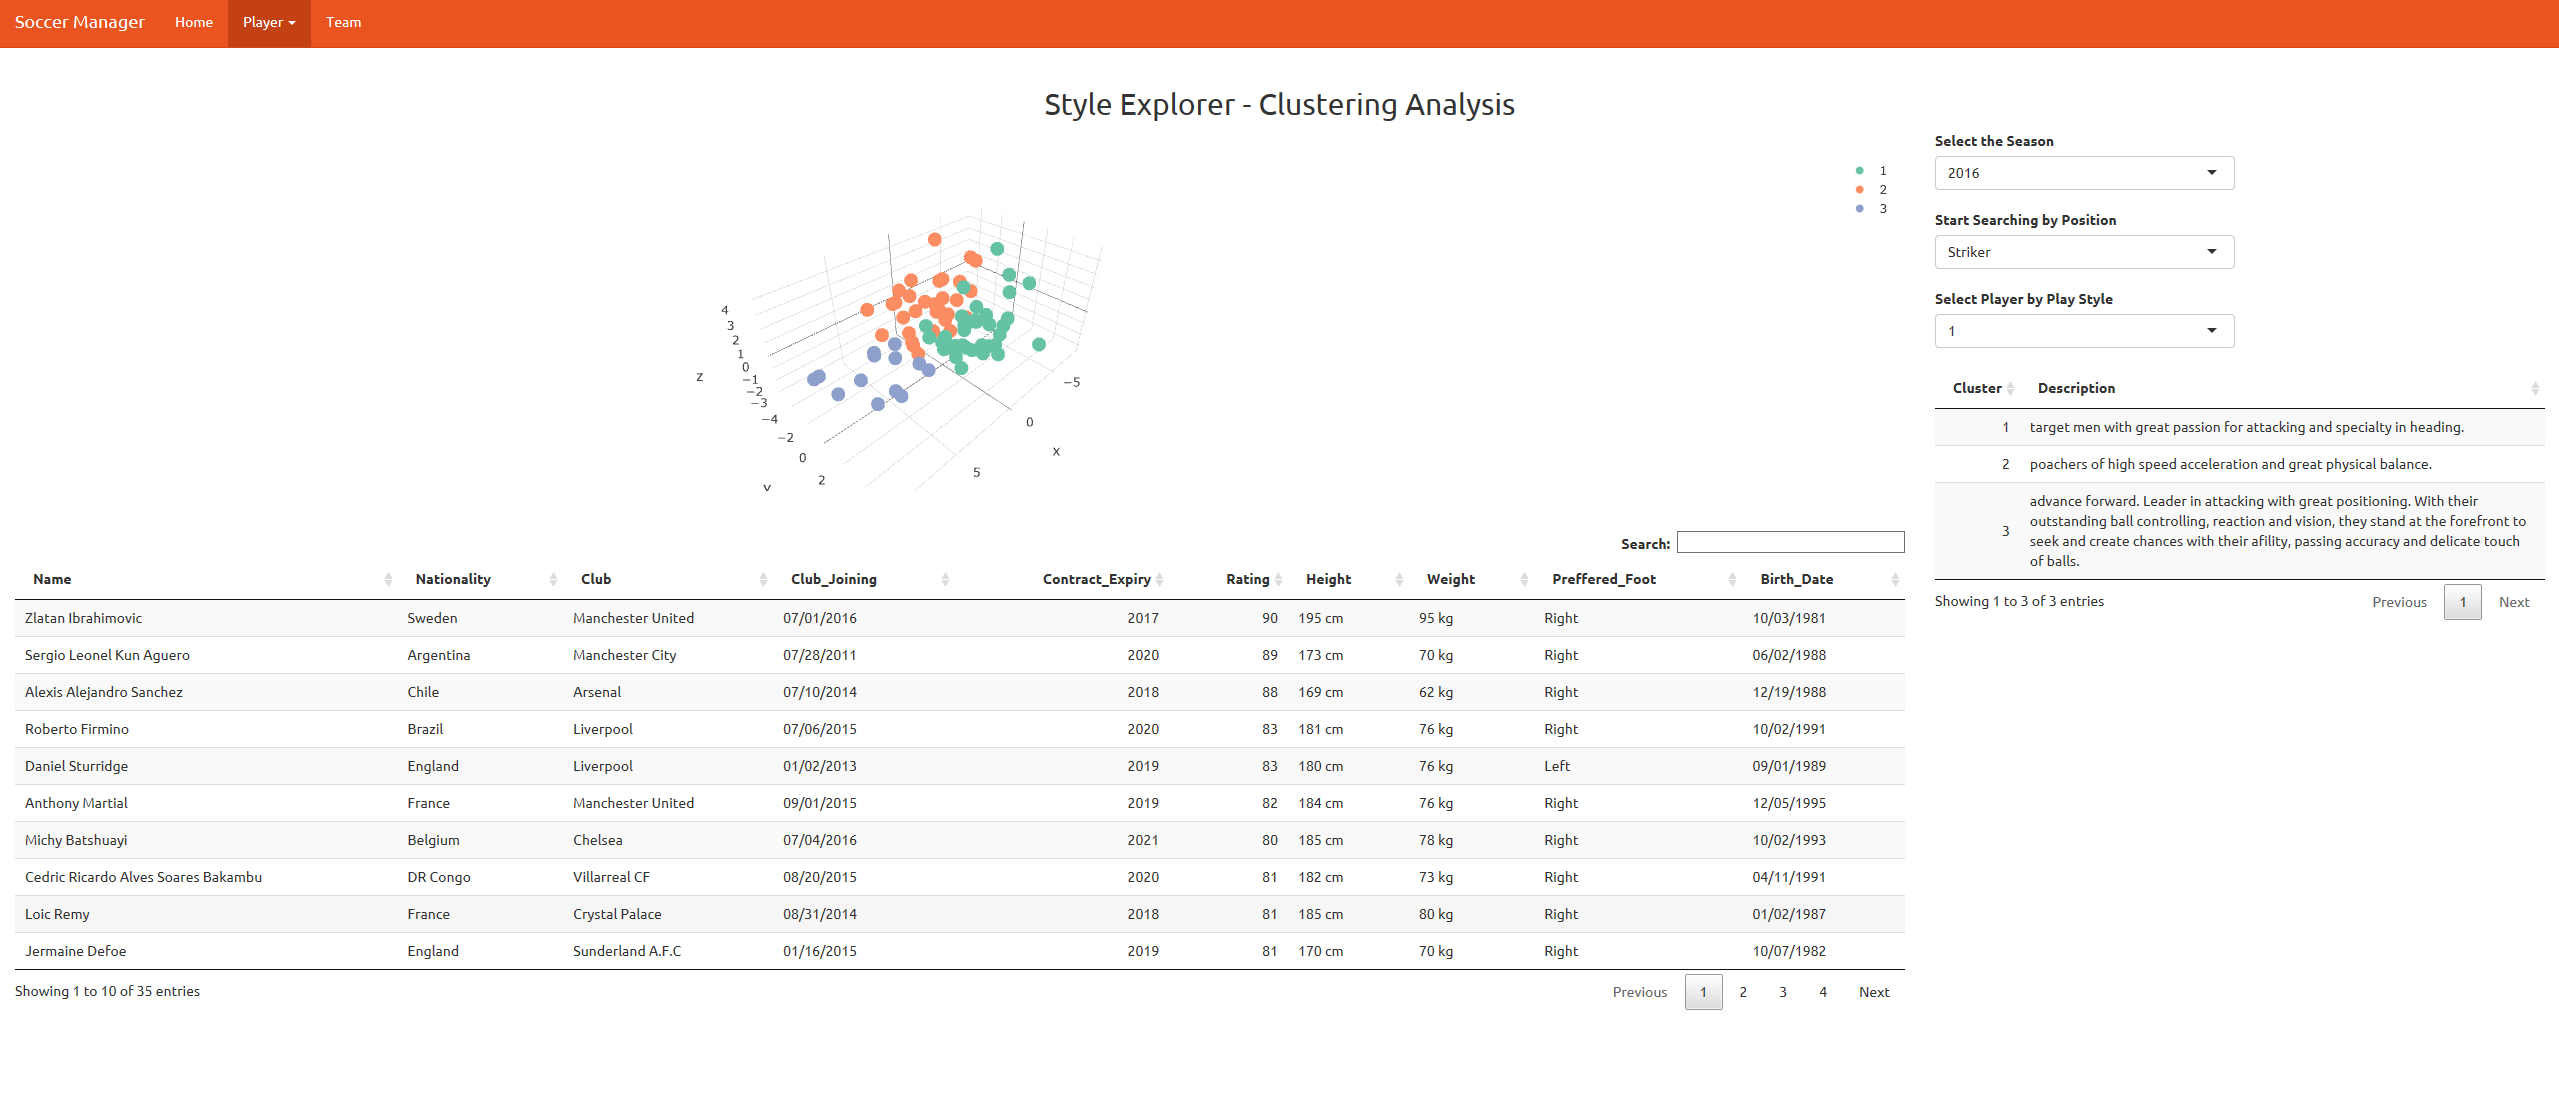 Soccer Manager Home Player Team
Style Explorer - Clustering Analysis
1
2
3
4
3
2
1
0
−1
−2
−3
−4
−2
0
2
z
y
5
0
−5
x
Select the Season
2016
Start Searching by Position
Striker
Select Player by Play Style
1
Cluster Description
1 target men with great passion for attacking and specialty in heading.
2 poachers of high speed acceleration and great physical balance.
3 advance forward. Leader in attacking with great positioning. With their
outstanding ball controlling, reaction and vision, they stand at the forefront to
seek and create chances with their afility, passing accuracy and delicate touch
of balls.
Showing 1 to 3 of 3 entries Previous 1 Next
Search:
Name Nationality Club Club_Joining Contract_Expiry Rating Height Weight Preffered_Foot Birth_Date
Zlatan Ibrahimovic Sweden Manchester United 07/01/2016 2017 90 195 cm 95 kg Right 10/03/1981
Sergio Leonel Kun Aguero Argentina Manchester City 07/28/2011 2020 89 173 cm 70 kg Right 06/02/1988
Alexis Alejandro Sanchez Chile Arsenal 07/10/2014 2018 88 169 cm 62 kg Right 12/19/1988
Roberto Firmino Brazil Liverpool 07/06/2015 2020 83 181 cm 76 kg Right 10/02/1991
Daniel Sturridge England Liverpool 01/02/2013 2019 83 180 cm 76 kg Left 09/01/1989
Anthony Martial France Manchester United 09/01/2015 2019 82 184 cm 76 kg Right 12/05/1995
Michy Batshuayi Belgium Chelsea 07/04/2016 2021 80 185 cm 78 kg Right 10/02/1993
Cedric Ricardo Alves Soares Bakambu DR Congo Villarreal CF 08/20/2015 2020 81 182 cm 73 kg Right 04/11/1991
Loic Remy France Crystal Palace 08/31/2014 2018 81 185 cm 80 kg Right 01/02/1987
Jermaine Defoe England Sunderland A.F.C 01/16/2015 2019 81 170 cm 70 kg Right 10/07/1982
Showing 1 to 10 of 35 entries Previous 1 2 3 4 Next